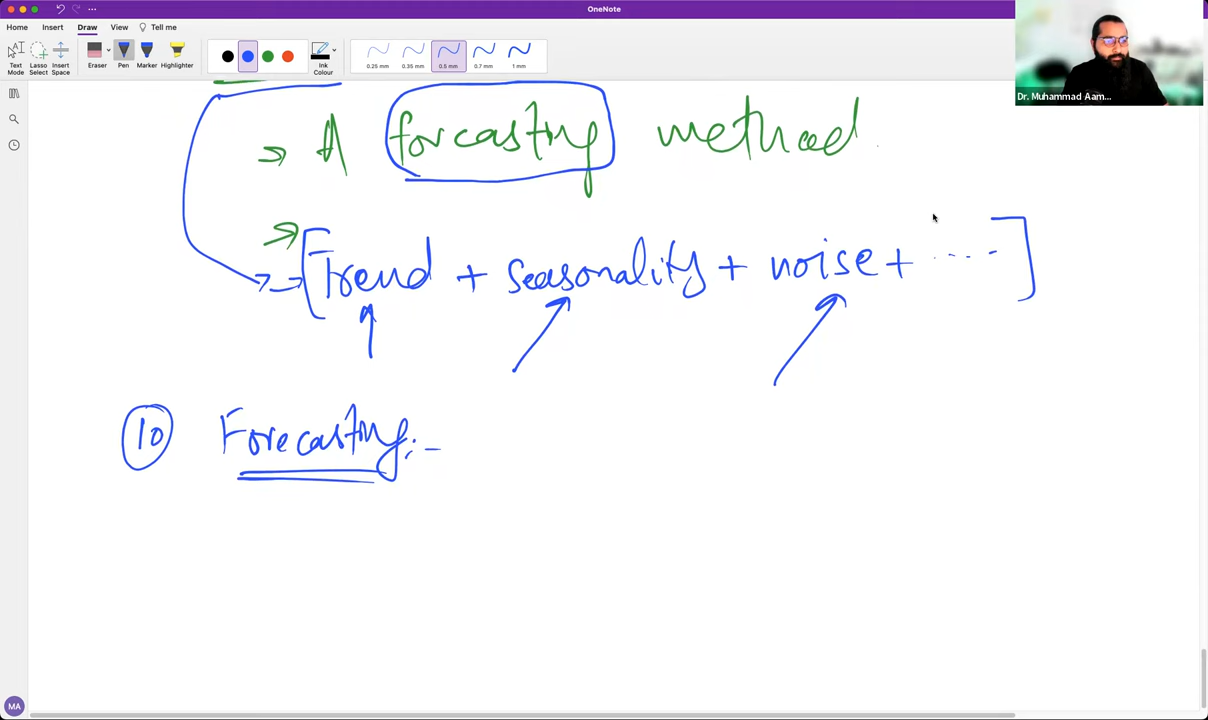 OneNote
Home Insert Draw View Tell me
Text Mode Lasso Select Insert Space Eraser Pen Marker Highlighter Ink Colour 0.25 mm 0.35 mm 0.5 mm 0.7 mm 1 mm
Dr. Muhammad Aam...
→ A forcasting method
→ ⇒ [Trend + seasonality + noise + ....]
10 Forecasting:-
MA